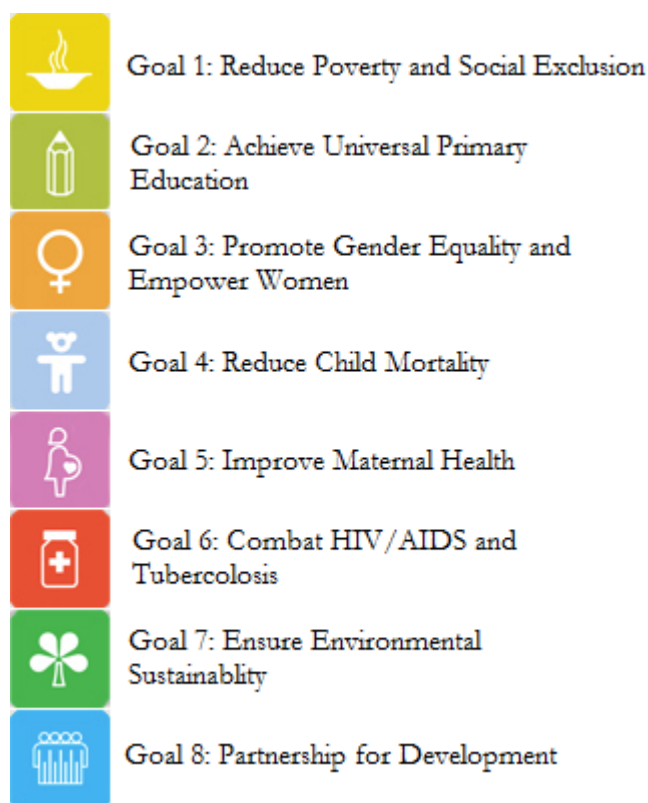 Goal 1: Reduce Poverty and Social Exclusion
Goal 2: Achieve Universal Primary
Education
Goal 3: Promote Gender Equality and
Empower Women
Goal 4: Reduce Child Mortality
Goal 5: Improve Maternal Health
Goal 6: Combat HIV/AIDS and
Tubercolosis
Goal 7: Ensure Environmental
Sustainablity
Goal 8: Partnership for Development